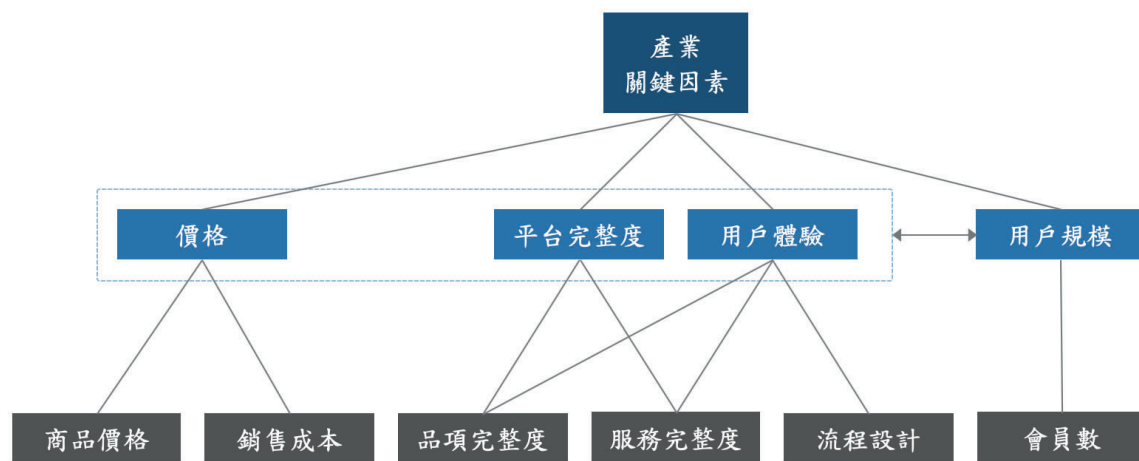 產業
關鍵因素
價格
平台完整度
用戶體驗
用戶規模
商品價格
銷售成本
品項完整度
服務完整度
流程設計
會員數